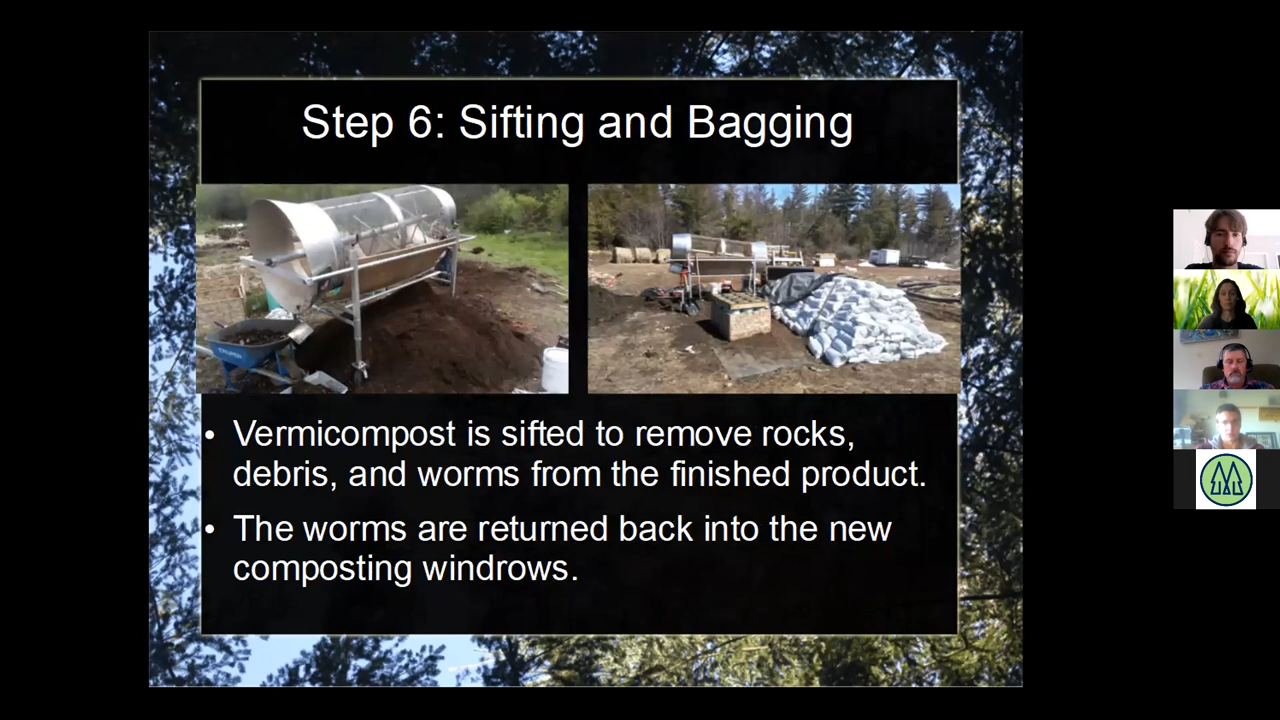 Step 6: Sifting and Bagging
• Vermicompost is sifted to remove rocks,
debris, and worms from the finished product.
• The worms are returned back into the new
composting windrows.